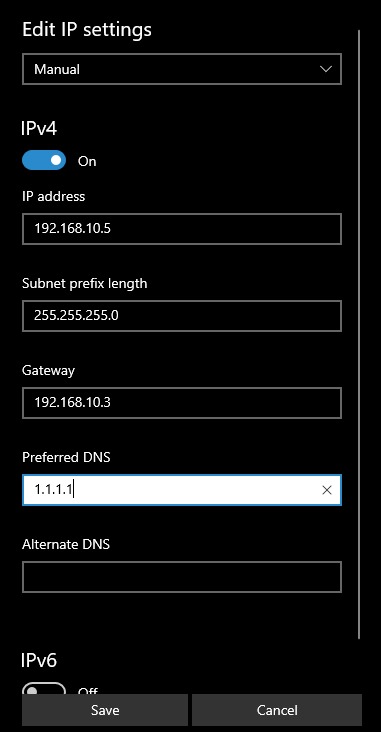 Edit IP settings
Manual
IPv4
On
IP address
192.168.10.5
Subnet prefix length
255.255.255.0
Gateway
192.168.10.3
Preferred DNS
1.1.1.1
Alternate DNS
IPv6
Off
Save Cancel